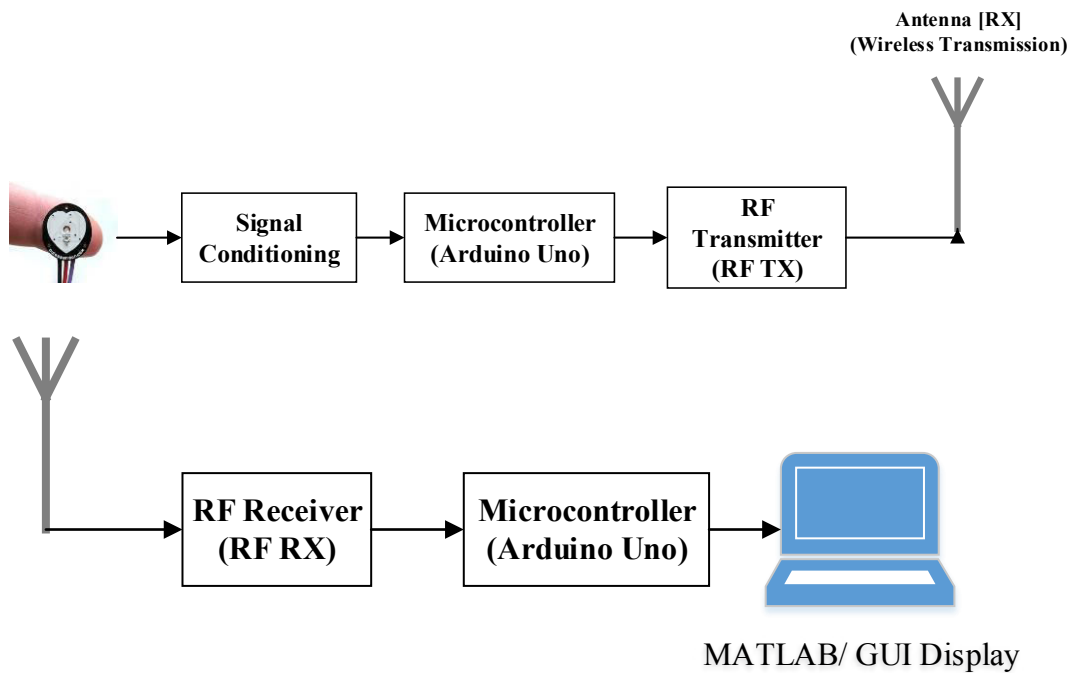 Antenna [RX]
(Wireless Transmission)
Signal
Conditioning
Microcontroller
(Arduino Uno)
RF
Transmitter
(RF TX)
RF Receiver
(RF RX)
Microcontroller
(Arduino Uno)
MATLAB/ GUI Display